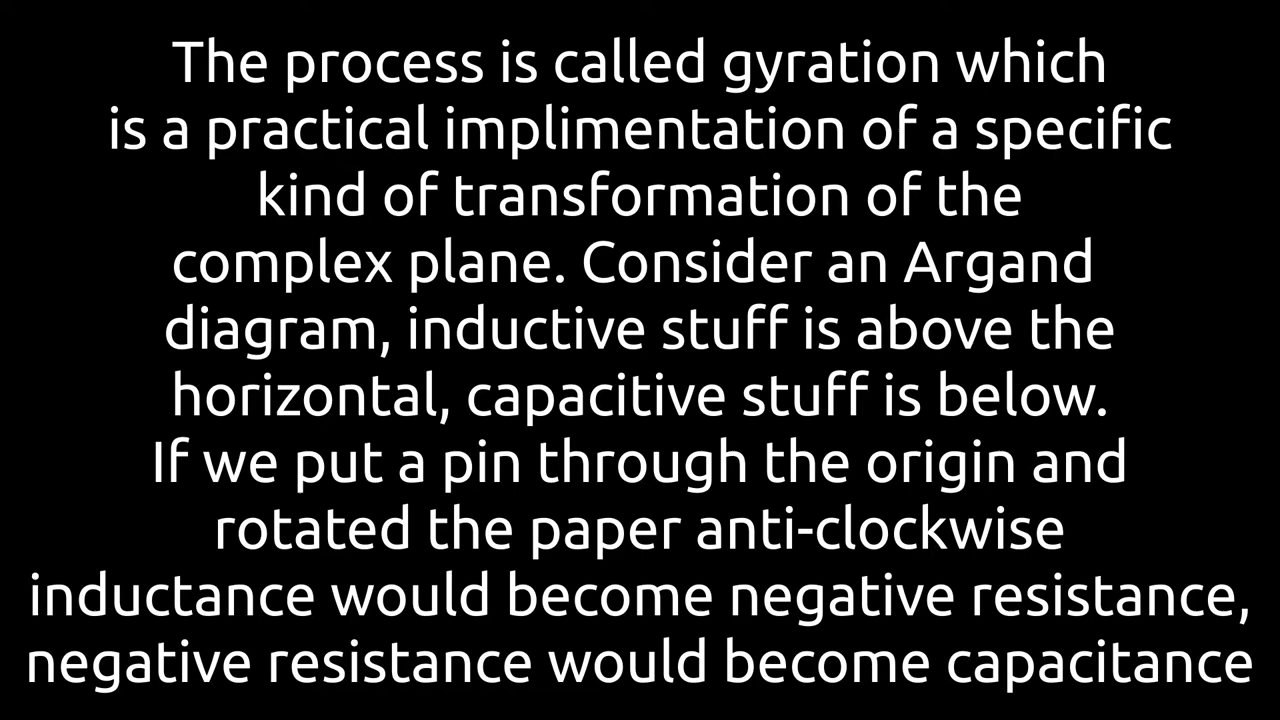 The process is called gyration which
is a practical implimentation of a specific
kind of transformation of the
complex plane. Consider an Argand
diagram, inductive stuff is above the
horizontal, capacitive stuff is below.
If we put a pin through the origin and
rotated the paper anti-clockwise
inductance would become negative resistance,
negative resistance would become capacitance